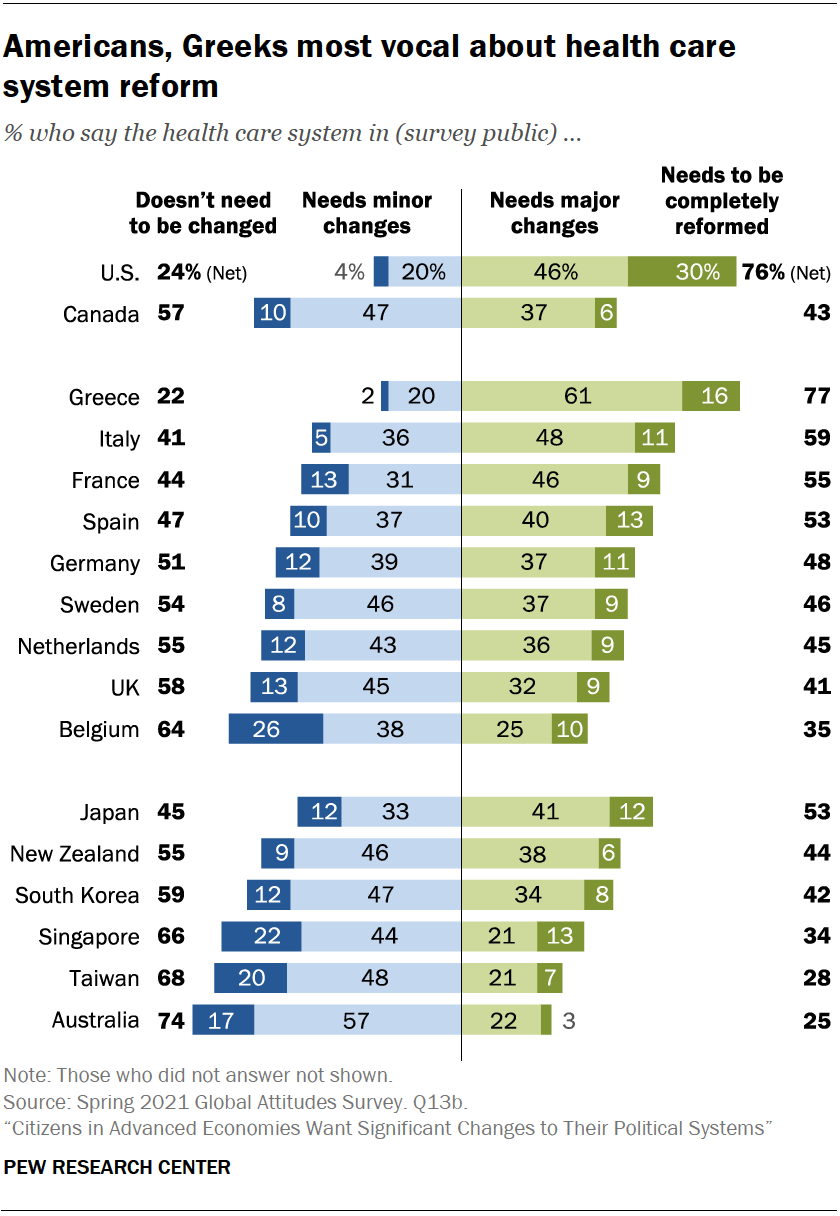 Americans, Greeks most vocal about health care
system reform
% who say the health care system in (survey public) ...
Doesn't need
to be changed
Needs minor
changes
Needs major
changes
Needs to be
completely
reformed
U.S. 24% (Net) 4% 20% 46% 30% 76% (Net)
Canada 57 10 47 37 6 43
Greece 22 2 20 61 16 77
Italy 41 5 36 48 11 59
France 44 13 31 46 9 55
Spain 47 10 37 40 13 53
Germany 51 12 39 37 11 48
Sweden 54 8 46 37 9 46
Netherlands 55 12 43 36 9 45
UK 58 13 45 32 9 41
Belgium 64 26 38 25 10 35
Japan 45 12 33 41 12 53
New Zealand 55 9 46 38 6 44
South Korea 59 12 47 34 8 42
Singapore 66 22 44 21 13 34
Taiwan 68 20 48 21 7 28
Australia 74 17 57 22 3 25
Note: Those who did not answer not shown.
Source: Spring 2021 Global Attitudes Survey. Q13b.
"Citizens in Advanced Economies Want Significant Changes to Their Political Systems"
PEW RESEARCH CENTER